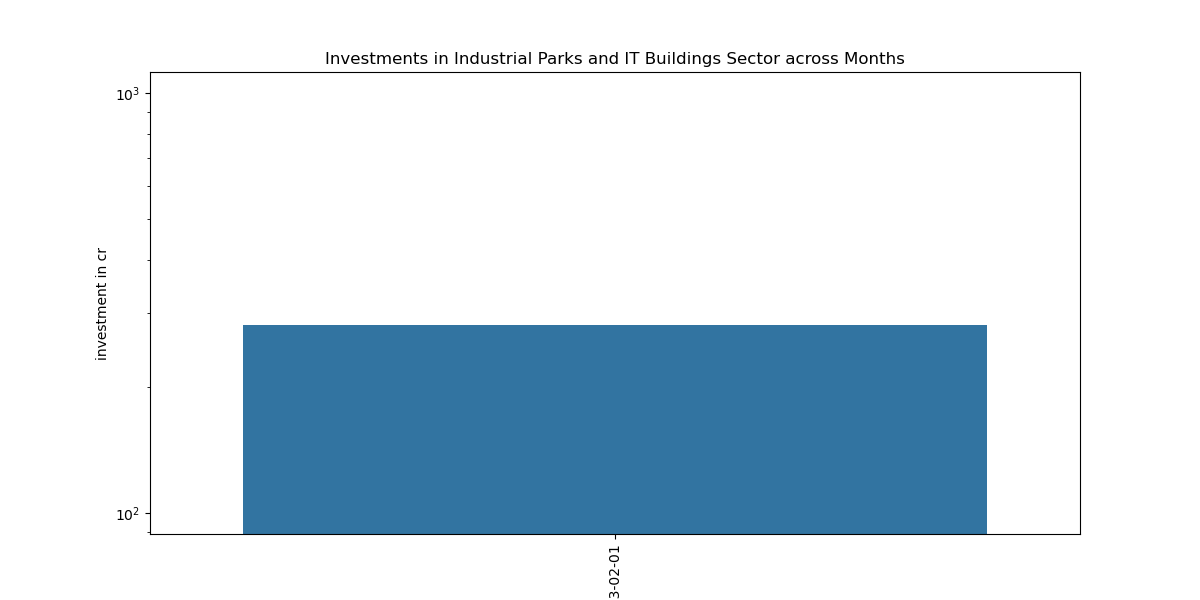 Investments in Industrial Parks and IT Buildings Sector across Months
10³
investment in cr
10²
3-02-01